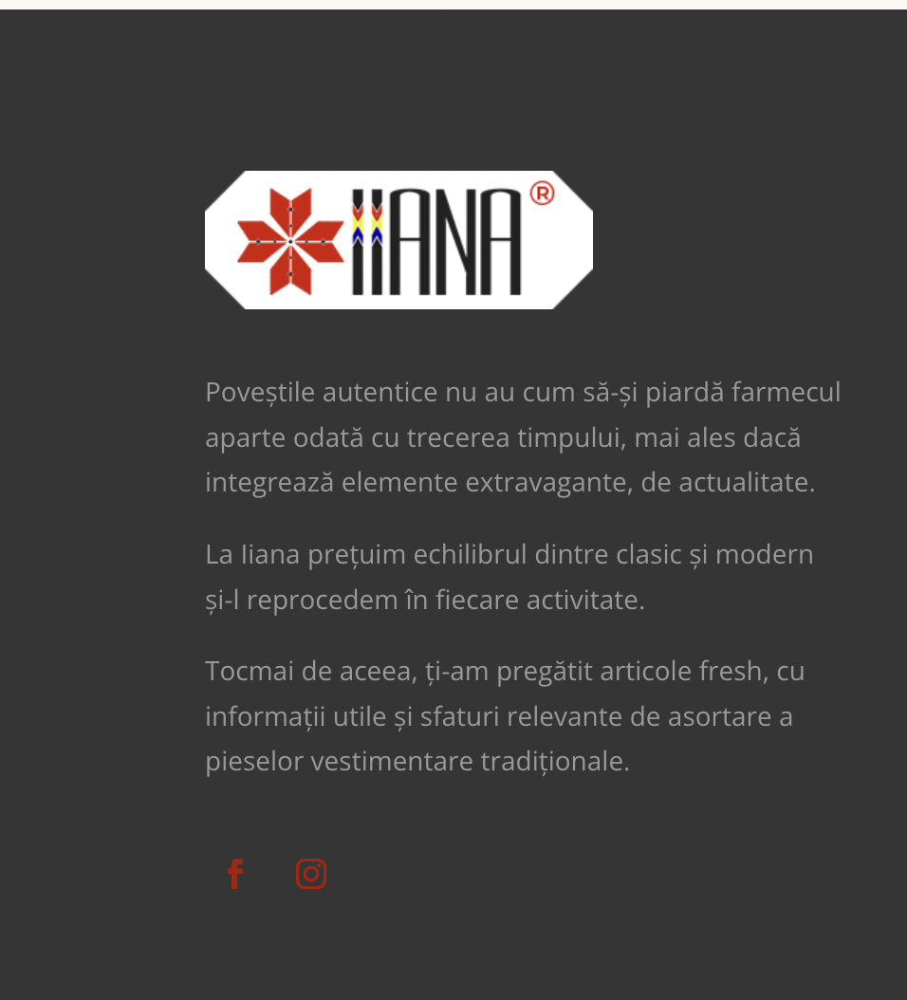 IIANA®
Poveștile autentice nu au cum să-și piardă farmecul
aparte odată cu trecerea timpului, mai ales dacă
integrează elemente extravagante, de actualitate.
La Iiana prețuim echilibrul dintre clasic și modern
și-l reprocedem în fiecare activitate.
Tocmai de aceea, ți-am pregătit articole fresh, cu
informații utile și sfaturi relevante de asortare a
pieselor vestimentare tradiționale.